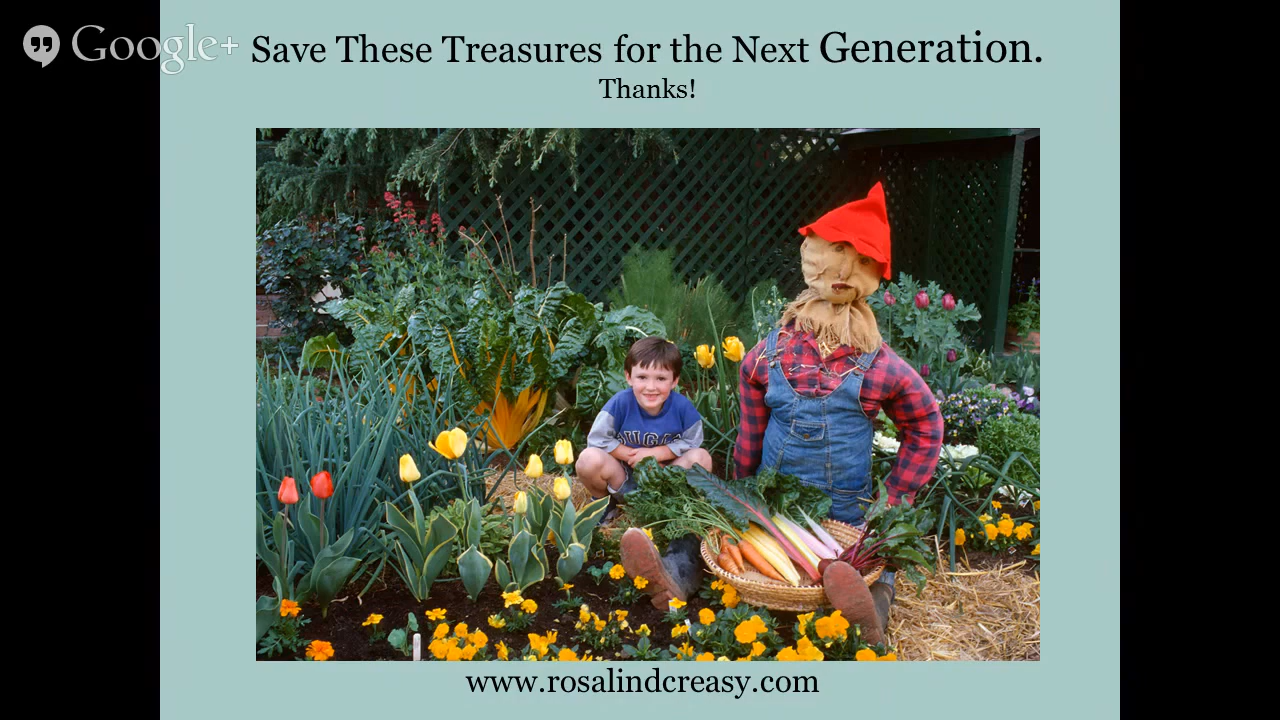 Google+
Save These Treasures for the Next Generation.
Thanks!
www.rosalindcreasy.com